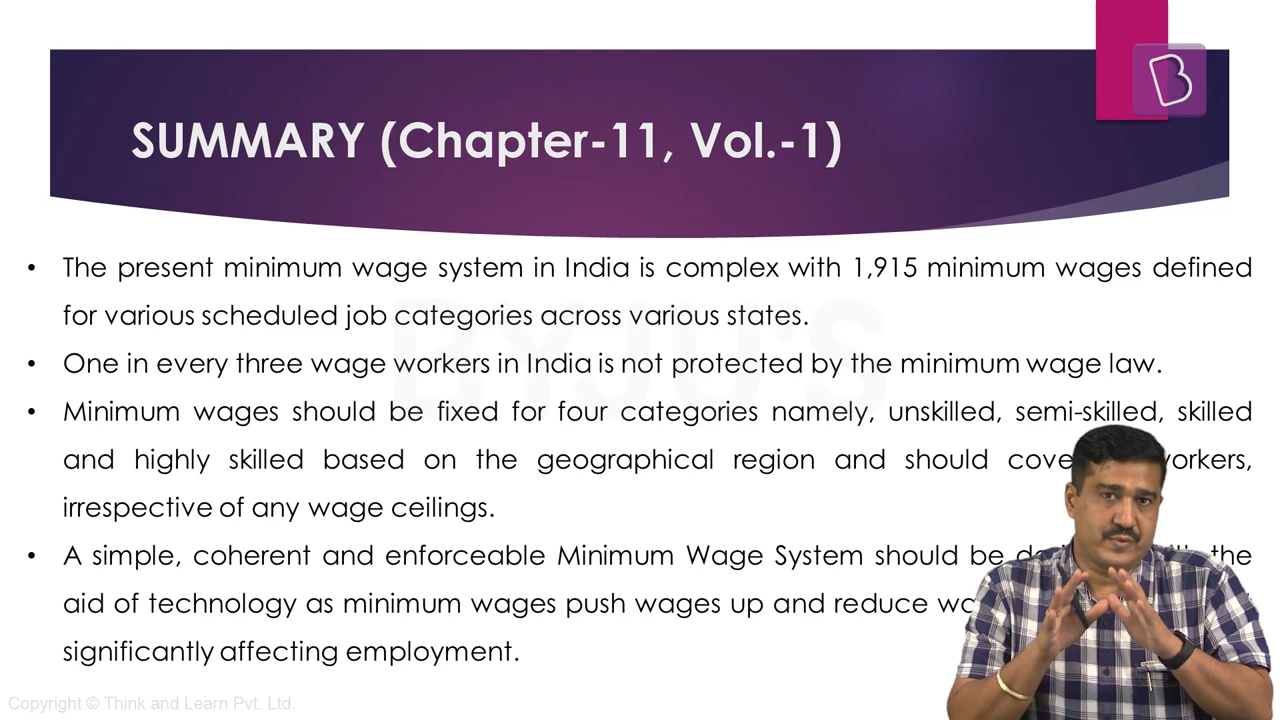 SUMMARY (Chapter-11, Vol.-1)
• The present minimum wage system in India is complex with 1,915 minimum wages defined
for various scheduled job categories across various states.
• One in every three wage workers in India is not protected by the minimum wage law.
• Minimum wages should be fixed for four categories namely, unskilled, semi-skilled, skilled
and highly skilled based on the geographical region and should
irrespective of any wage ceilings.
• A simple, coherent and enforceable Minimum Wage System should be the
aid of technology as minimum wages push wages up and reduce
significantly affecting employment.
BYJU'S
Copyright © Think and Learn Pvt. Ltd.